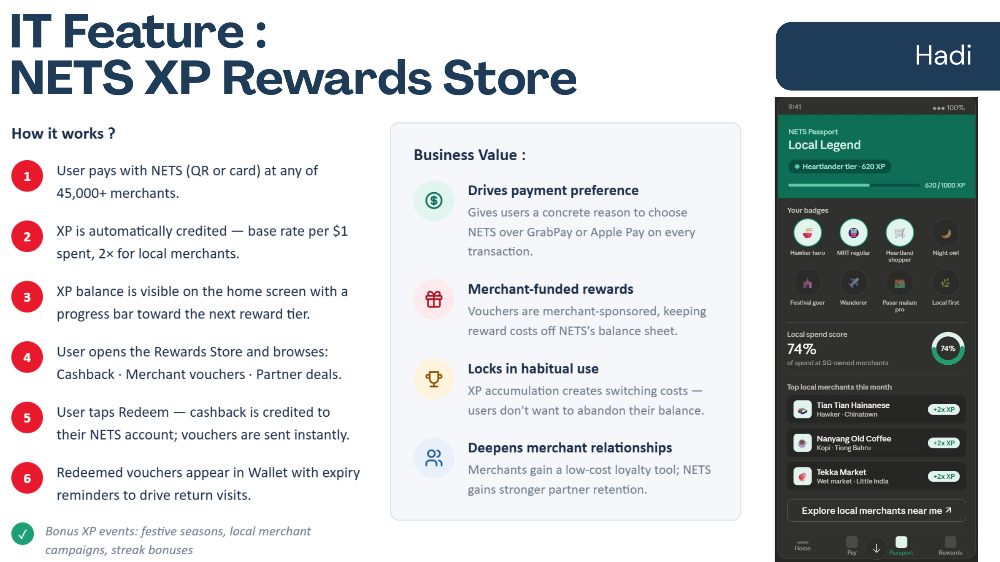 IT Feature :
NETS XP Rewards Store
Hadi
How it works ?
1
User pays with NETS (QR or card) at any of
45,000+ merchants.
2
XP is automatically credited — base rate per $1
spent, 2× for local merchants.
3
XP balance is visible on the home screen with a
progress bar toward the next reward tier.
4
User opens the Rewards Store and browses:
Cashback · Merchant vouchers · Partner deals.
5
User taps Redeem — cashback is credited to
their NETS account; vouchers are sent instantly.
6
Redeemed vouchers appear in Wallet with expiry
reminders to drive return visits.
Bonus XP events: festive seasons, local merchant
campaigns, streak bonuses
Business Value :
Drives payment preference
Gives users a concrete reason to choose
NETS over GrabPay or Apple Pay on every
transaction.
Merchant-funded rewards
Vouchers are merchant-sponsored, keeping
reward costs off NETS's balance sheet.
Locks in habitual use
XP accumulation creates switching costs —
users don't want to abandon their balance.
Deepens merchant relationships
Merchants gain a low-cost loyalty tool; NETS
gains stronger partner retention.
9:41
●●● 100%
NETS Passport
Local Legend
Heartlander tier · 620 XP
620 / 1000 XP
Your badges
Hawker hero
MRT regular
Heartland
shopper
Night owl
Festival goer
Wanderer
Pasar malam
pro
Local first
Local spend score
74%
of spend at SG-owned merchants
74%
Top local merchants this month
Tian Tian Hainanese
Hawker · Chinatown
+2x XP
Nanyang Old Coffee
Kopi · Tiong Bahru
+2x XP
Tekka Market
Wet market · Little India
+2x XP
Explore local merchants near me ↗
Home
Pay
Passport
Rewards